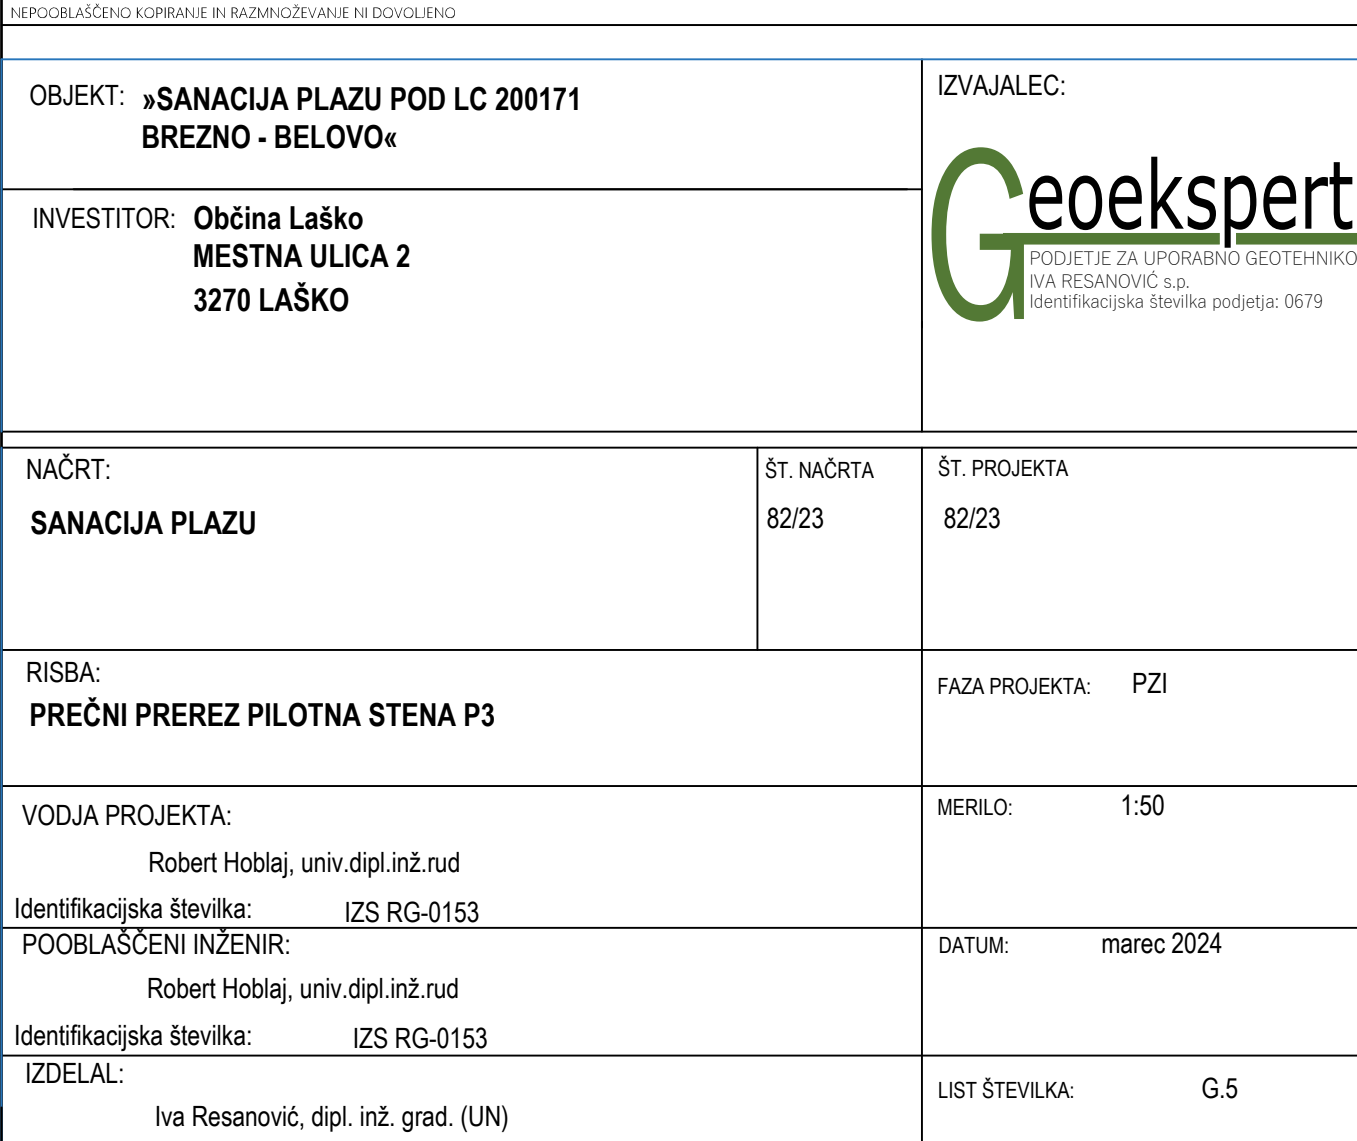 NEPOOBLAŠČENO KOPIRANJE IN RAZMNOŽEVANJE NI DOVOLJENO
OBJEKT: »SANACIJA PLAZU POD LC 200171
BREZNO - BELOVO«
IZVAJALEC:
Geoekspert
PODJETJE ZA UPORABNO GEOTEHNIKO
IVA RESANOVIĆ s.p.
Identifikacijska številka podjetja: 0679
INVESTITOR: Občina Laško
MESTNA ULICA 2
3270 LAŠKO
NAČRT:
SANACIJA PLAZU
ŠT. NAČRTA
82/23
ŠT. PROJEKTA
82/23
RISBA:
PREČNI PREREZ PILOTNA STENA P3
FAZA PROJEKTA: PZI
VODJA PROJEKTA:
Robert Hoblaj, univ.dipl.inž.rud
Identifikacijska številka: IZS RG-0153
MERILO: 1:50
POOBLAŠČENI INŽENIR:
Robert Hoblaj, univ.dipl.inž.rud
Identifikacijska številka: IZS RG-0153
DATUM: marec 2024
IZDELAL:
Iva Resanović, dipl. inž. grad. (UN)
LIST ŠTEVILKA: G.5